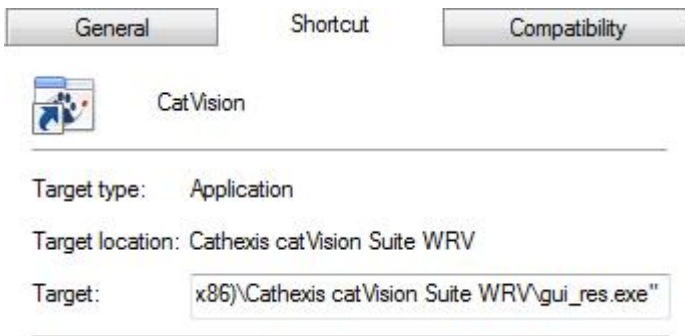 General Shortcut Compatibility
CatVision
Target type: Application
Target location: Cathexis catVision Suite WRV
Target: x86)\Cathexis catVision Suite WRV\gui_res.exe"